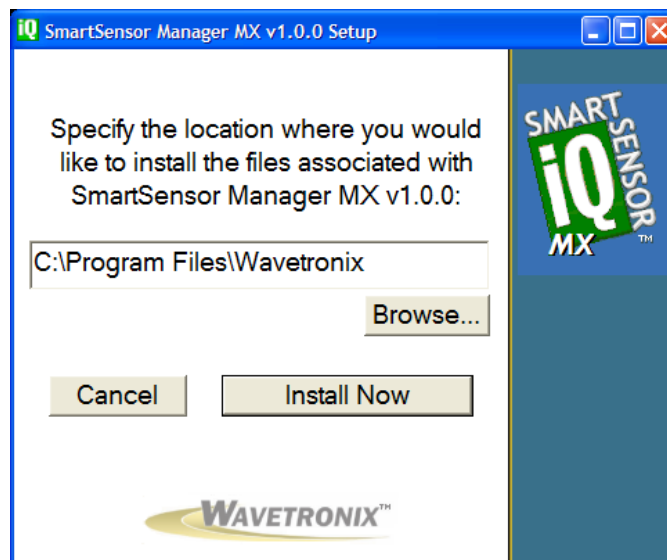 iQ SmartSensor Manager MX v1.0.0 Setup
Specify the location where you would
like to install the files associated with
SmartSensor Manager MX v1.0.0:
C:\Program Files\Wavetronix
Browse...
Cancel
Install Now
WAVETRONIX™
SMART
SENSOR
iQ
MX
™